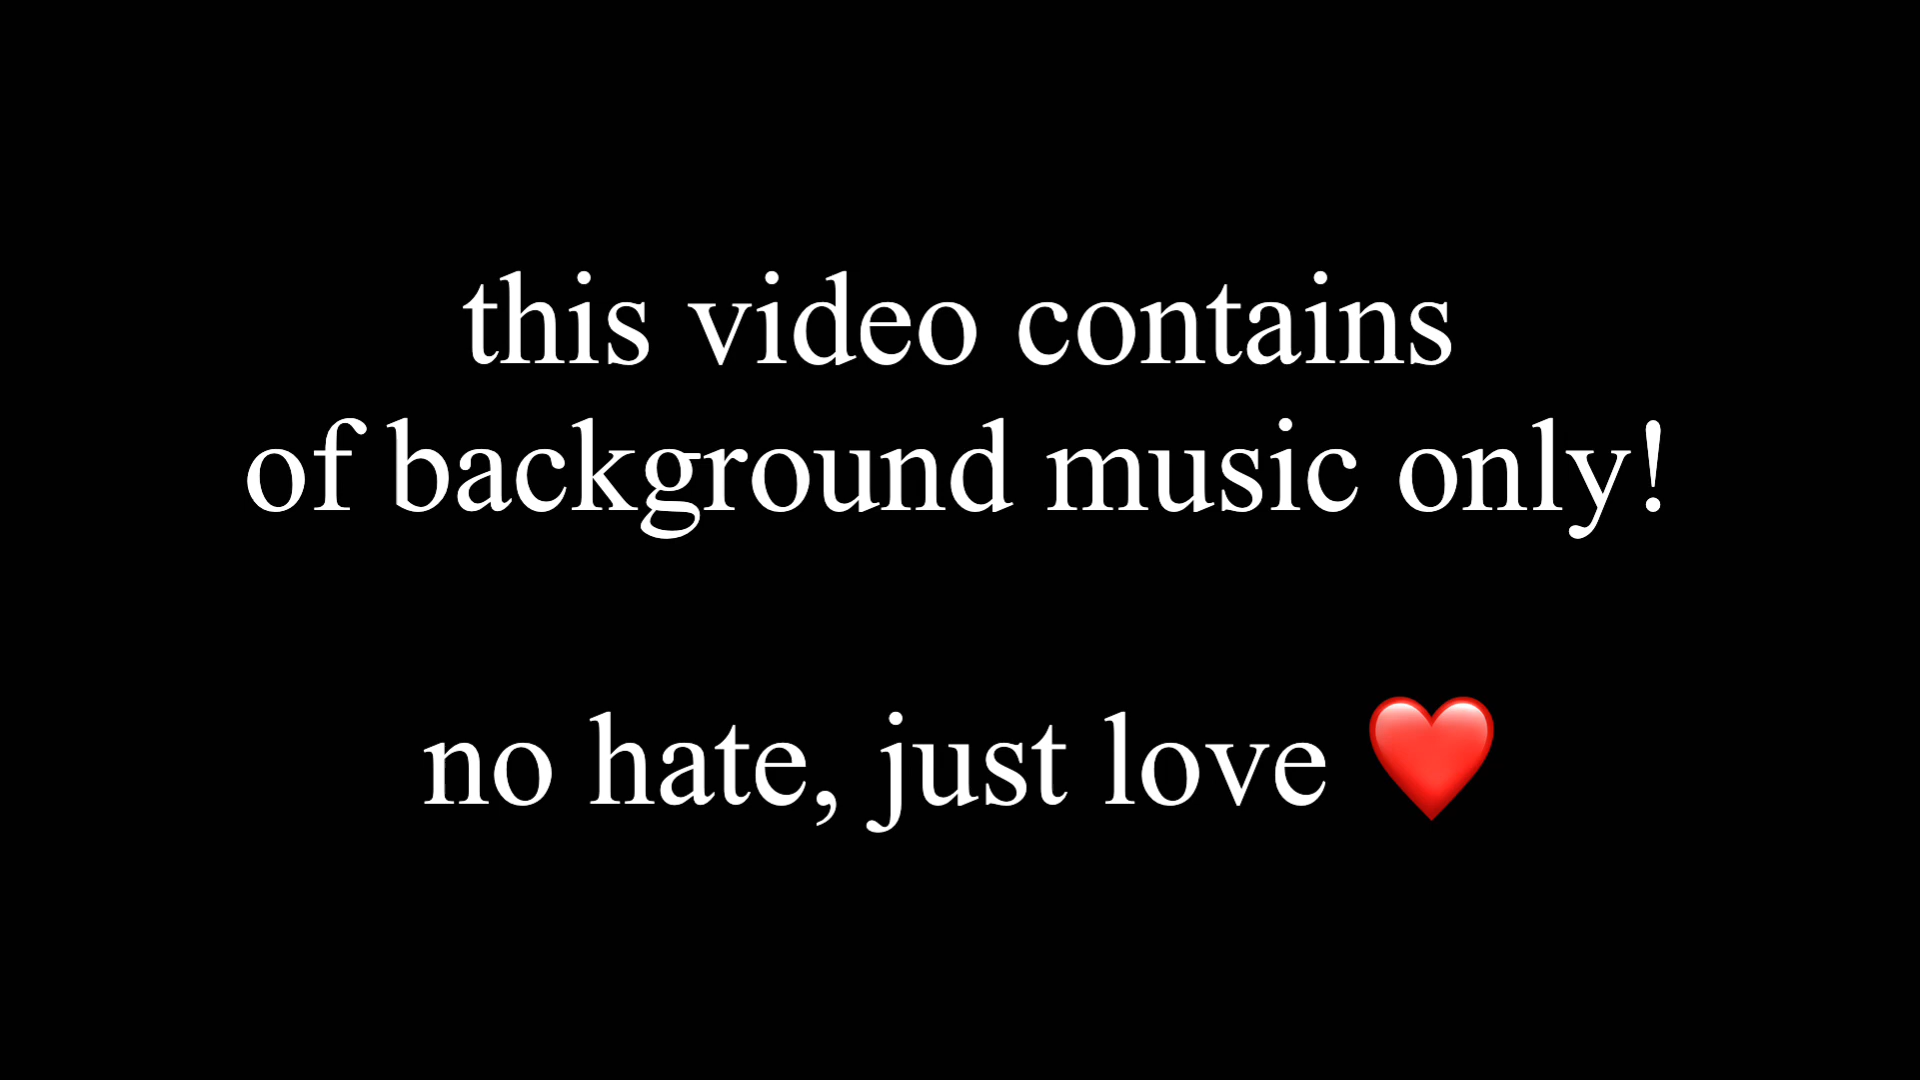 this video contains
of background music only!
no hate, just love ❤️